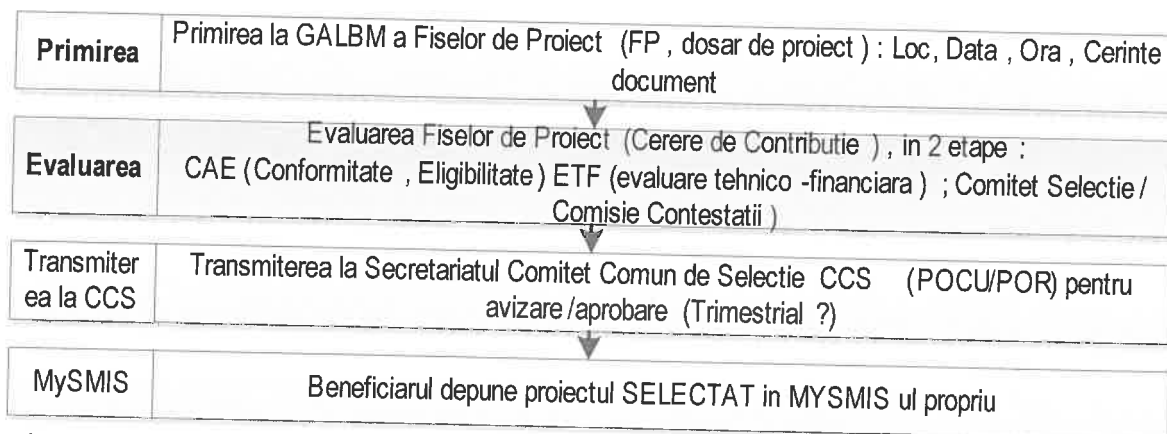 Primirea
Primirea la GALBM a Fiselor de Proiect (FP , dosar de proiect ) : Loc, Data , Ora , Cerinte
document
Evaluarea
Evaluarea Fiselor de Proiect (Cerere de Contributie ) , in 2 etape :
CAE (Conformitate , Eligibilitate) ETF (evaluare tehnico -financiara ) ; Comitet Selectie /
Comisie Contestatii )
Transmiter
ea la CCS
Transmiterea la Secretariatul Comitet Comun de Selectie CCS (POCU/POR) pentru
avizare /aprobare (Trimestrial ?)
MySMIS
Beneficiarul depune proiectul SELECTAT in MYSMIS ul propriu